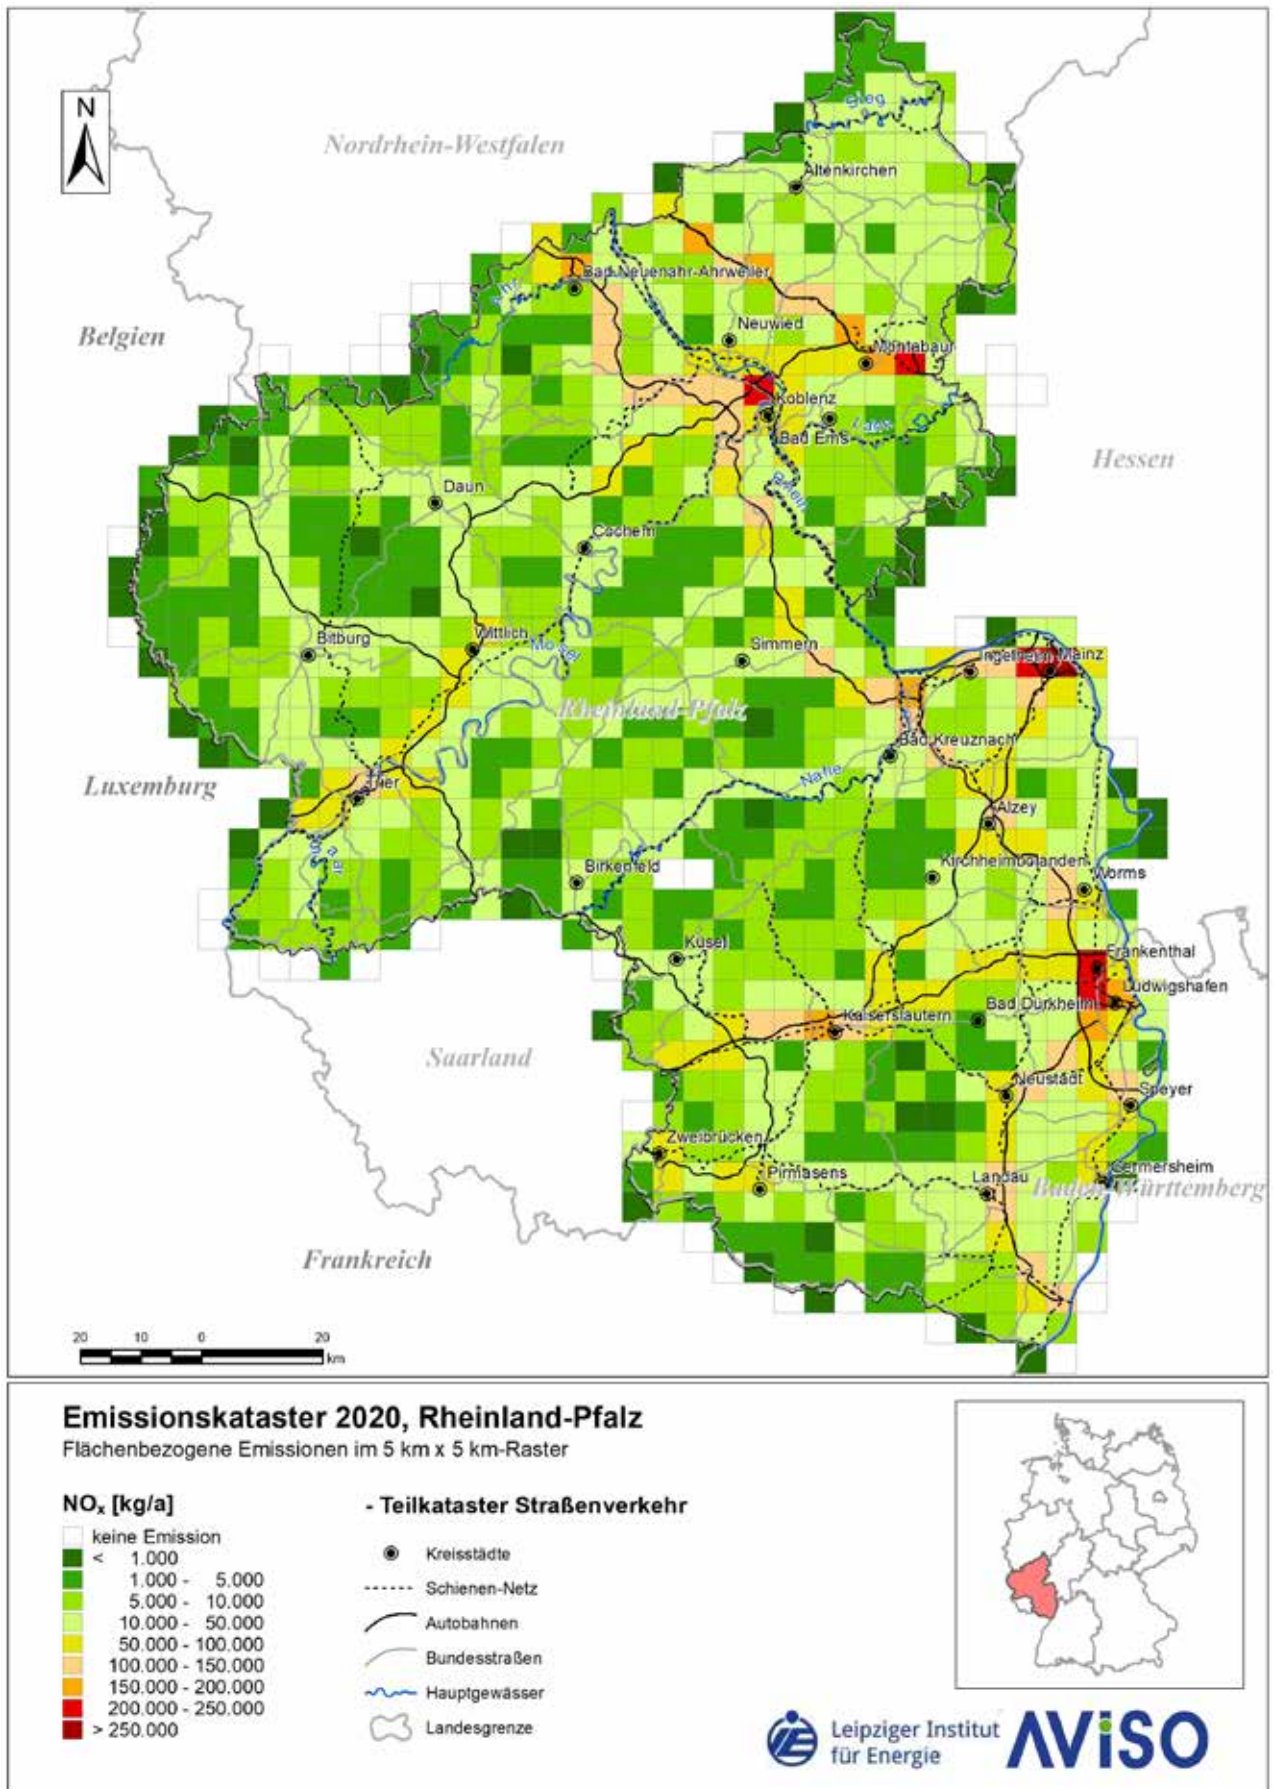 N
Nordrhein-Westfalen
Sieg
Altenkirchen
Bad Neuenahr-Ahrweiler
Ahr
Belgien
Neuwied
Montabaur
Koblenz
Bad Ems
Lahn
Hessen
Rhein
Daun
Cochem
Bitburg
Wittlich
Mosel
Simmern
Ingelheim
Mainz
Rheinland-Pfalz
Bad Kreuznach
Luxemburg
Trier
Nahe
Alzey
Saar
Birkenfeld
Kirchheimbolanden
Worms
Kusel
Frankenthal
Ludwigshafen
Bad Dürkheim
Kaiserslautern
Saarland
Neustadt
Speyer
Zweibrücken
Pirmasens
Landau
Germersheim
Baden-Württemberg
Frankreich
20 10 0 20
km
Emissionskataster 2020, Rheinland-Pfalz
Flächenbezogene Emissionen im 5 km x 5 km-Raster
NOx [kg/a]
keine Emission
< 1.000
1.000 - 5.000
5.000 - 10.000
10.000 - 50.000
50.000 - 100.000
100.000 - 150.000
150.000 - 200.000
200.000 - 250.000
> 250.000
- Teilkataster Straßenverkehr
Kreisstädte
Schienen-Netz
Autobahnen
Bundesstraßen
Hauptgewässer
Landesgrenze
Leipziger Institut
für Energie
AViSO